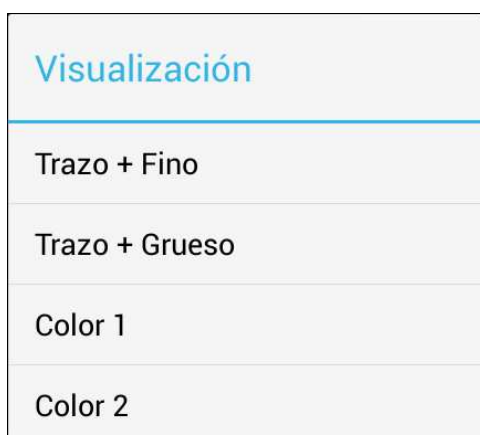 Visualización
Trazo + Fino
Trazo + Grueso
Color 1
Color 2